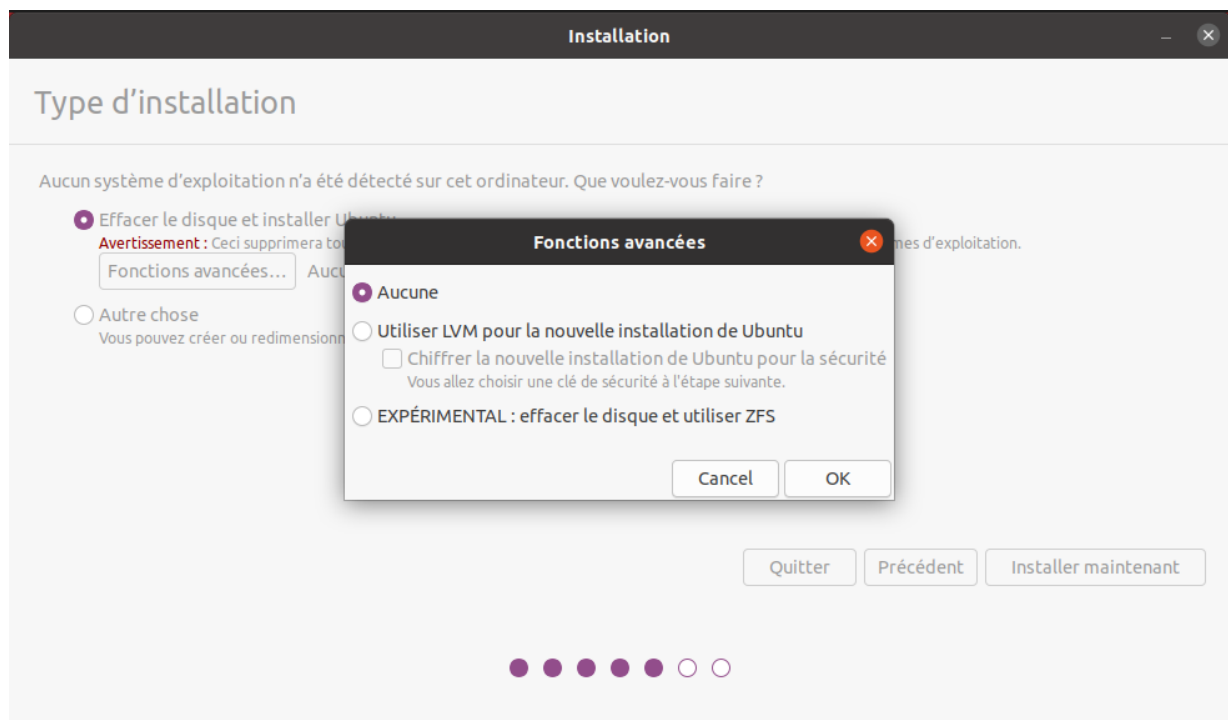 Installation
Type d'installation
Aucun système d'exploitation n'a été détecté sur cet ordinateur. Que voulez-vous faire ?
Effacer le disque et installer
Avertissement : Ceci supprimera
d'exploitation.
Fonctions avancées...
Autre chose
Vous pouvez créer ou
Fonctions avancées
Aucune
Utiliser LVM pour la nouvelle installation de Ubuntu
Chiffrer la nouvelle installation de Ubuntu pour la sécurité
Vous allez choisir une clé de sécurité à l'étape suivante.
EXPÉRIMENTAL : effacer le disque et utiliser ZFS
Cancel
OK
Quitter
Précédent
Installer maintenant